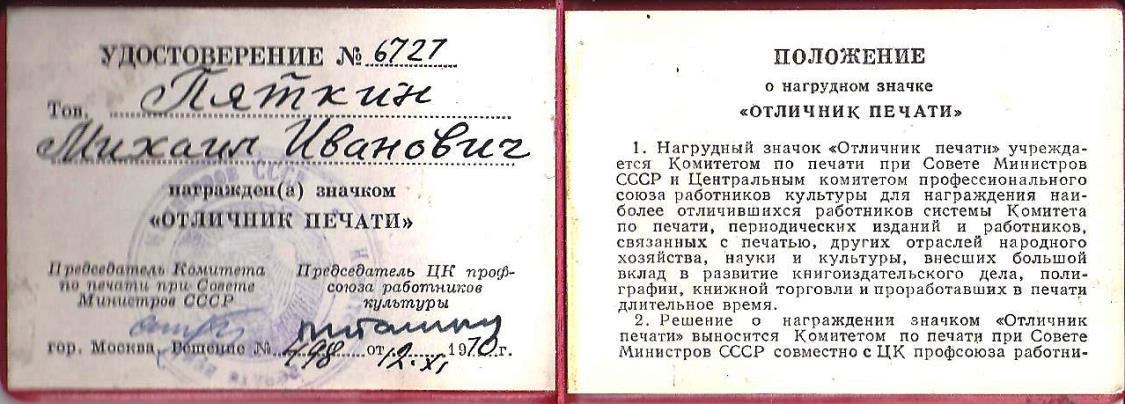 УДОСТОВЕРЕНИЕ № 6727
Тов. Пяткин
Михаил Иванович
награжден(а) значком
«ОТЛИЧНИК ПЕЧАТИ»
Председатель Комитета
по печати при Совете
Министров СССР
Председатель ЦК проф-
союза работников
культуры
гор. Москва, Решение № 498 от 12.XI 1970 г.
ПОЛОЖЕНИЕ
о нагрудном значке
«ОТЛИЧНИК ПЕЧАТИ»
1. Нагрудный значок «Отличник печати» учрежда-
ется Комитетом по печати при Совете Министров
СССР и Центральным комитетом профессионального
союза работников культуры для награждения наи-
более отличившихся работников системы Комитета
по печати, периодических изданий и работников,
связанных с печатью, других отраслей народного
хозяйства, науки и культуры, внесших большой
вклад в развитие книгоиздательского дела, поли-
графии, книжной торговли и проработавших в печати
длительное время.
2. Решение о награждении значком «Отличник
печати» выносится Комитетом по печати при Совете
Министров СССР совместно с ЦК профсоюза работни-